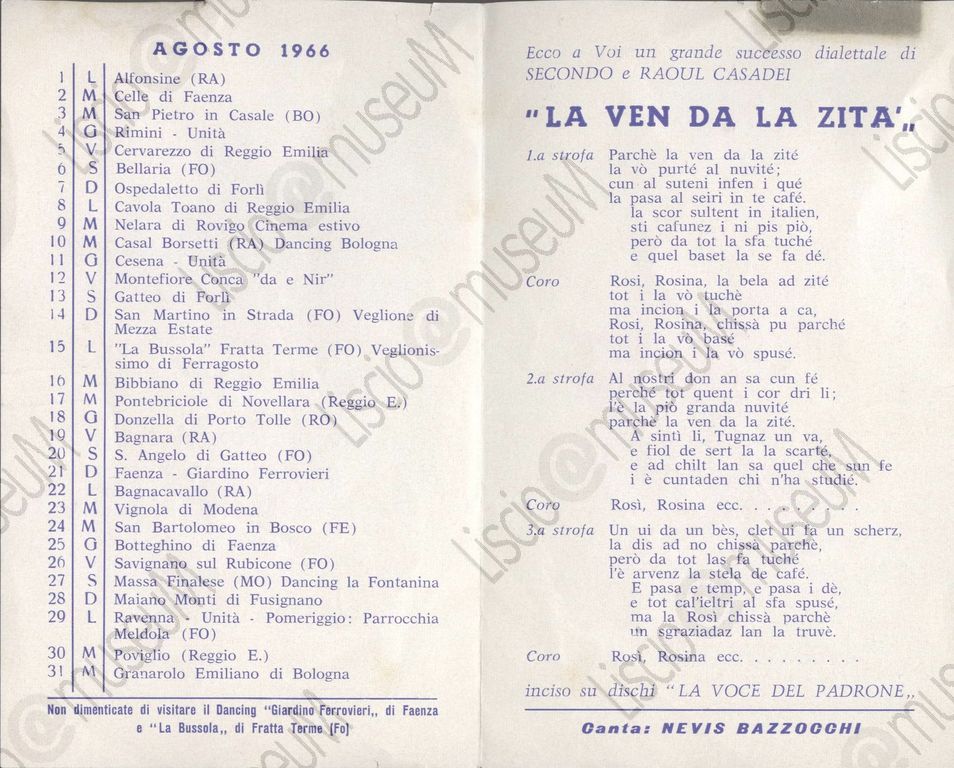 AGOSTO 1966
1 L Alfonsine (RA)
2 M Celle di Faenza
3 M San Pietro in Casale (BO)
4 G Rimini - Unità
5 V Cervarezzo di Reggio Emilia
6 S Bellaria (FO)
7 D Ospedaletto di Forlì
8 L Cavola Toano di Reggio Emilia
9 M Nelara di Rovigo Cinema estivo
10 M Casal Borsetti (RA) Dancing Bologna
11 G Cesena - Unità
12 V Montefiore Conca "da e Nir"
13 S Gatteo di Forlì
14 D San Martino in Strada (FO) Veglione di
Mezza Estate
15 L "La Bussola" Fratta Terme (FO) Veglionis-
simo di Ferragosto
16 M Bibbiano di Reggio Emilia
17 M Pontebriciole di Novellara (Reggio E.)
18 G Donzella di Porto Tolle (RO)
19 V Bagnara (RA)
20 S S. Angelo di Gatteo (FO)
21 D Faenza - Giardino Ferrovieri
22 L Bagnacavallo (RA)
23 M Vignola di Modena
24 M San Bartolomeo in Bosco (FE)
25 G Botteghino di Faenza
26 V Savignano sul Rubicone (FO)
27 S Massa Finalese (MO) Dancing la Fontanina
28 D Maiano Monti di Fusignano
29 L Ravenna - Unità - Pomeriggio: Parrocchia
Meldola (FO)
30 M Poviglio (Reggio E.)
31 M Granarolo Emiliano di Bologna
Non dimenticate di visitare il Dancing "Giardino Ferrovieri„ di Faenza
e "La Bussola„ di Fratta Terme [Fo]
Ecco a Voi un grande successo dialettale di
SECONDO e RAOUL CASADEI
"LA VEN DA LA ZITA'„
1.a strofa Parchè la ven da la zité
la vò purté al nuvité;
cun al suteni infen i qué
la pasa al seiri in te café.
la scor sultent in italien,
sti cafunez i ni pis piò,
però da tot la sfa tuché
e quel baset la se fa dé.
Coro Rosi, Rosina, la bela ad zité
tot i la vò tuchè
ma incion i la porta a ca,
Rosi, Rosina, chissà pu parché
tot i la vò basé
ma incion i la vò spusé.
2.a strofa Al nostri don an sa cun fé
perchè tot quent i cor dri li;
l'è la piò granda nuvité
parchè la ven da la zité.
A sintì li, Tugnaz un va,
e fiol de sert la la scarté,
e ad chilt lan sa quel che sun fe
i è cuntaden chi n'ha studié.
Coro Rosì, Rosina ecc. . . . . . . . .
3.a strofa Un ui da un bès, clet ui fa un scherz,
la dis ad no chissà parchè,
però da tot las fa tuché
l'è arvenz la stela de café.
E pasa e temp, e pasa i dè,
e tot cal'ieltri al sfa spusé,
ma la Rosì chissà parchè
un sgraziadaz lan la truvè.
Coro Rosì, Rosina ecc. . . . . . . . .
inciso su dischi "LA VOCE DEL PADRONE„
Canta: NEVIS BAZZOCCHI
Liscio@museuM